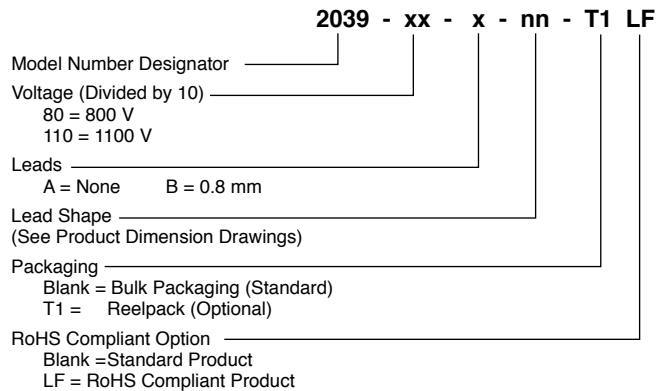 2039 - xx - x - nn - T1 LF
Model Number Designator
Voltage (Divided by 10)
80 = 800 V
110 = 1100 V
Leads
A = None B = 0.8 mm
Lead Shape
(See Product Dimension Drawings)
Packaging
Blank = Bulk Packaging (Standard)
T1 = Reelpack (Optional)
RoHS Compliant Option
Blank =Standard Product
LF = RoHS Compliant Product